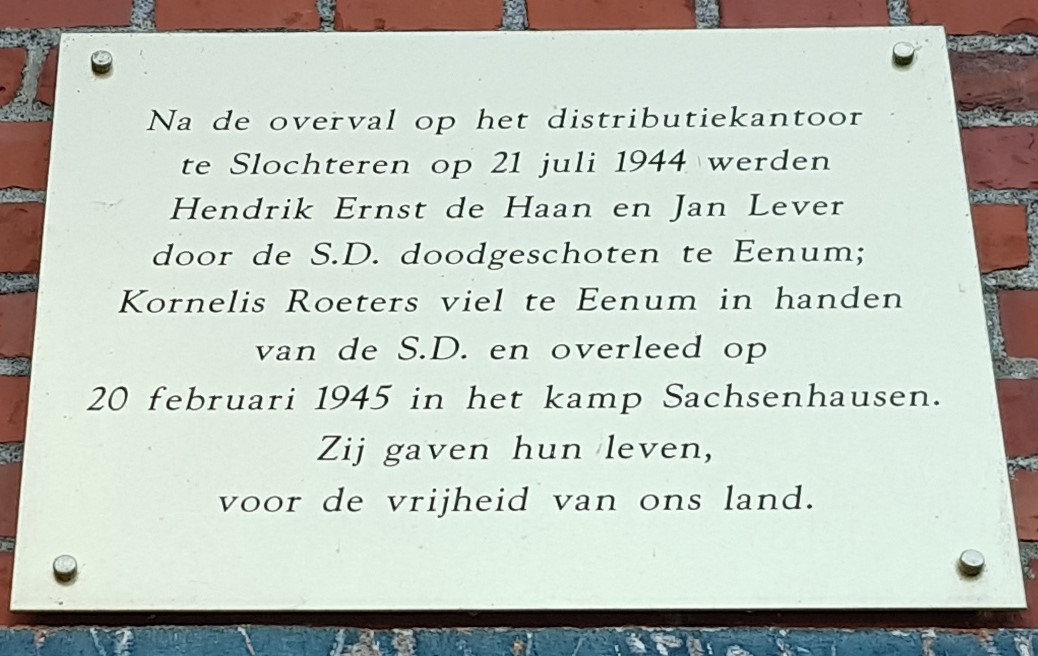 Na de overval op het distributiekantoor
te Slochteren op 21 juli 1944 werden
Hendrik Ernst de Haan en Jan Lever
door de S.D. doodgeschoten te Eenum;
Kornelis Roeters viel te Eenum in handen
van de S.D. en overleed op
20 februari 1945 in het kamp Sachsenhausen.
Zij gaven hun leven,
voor de vrijheid van ons land.